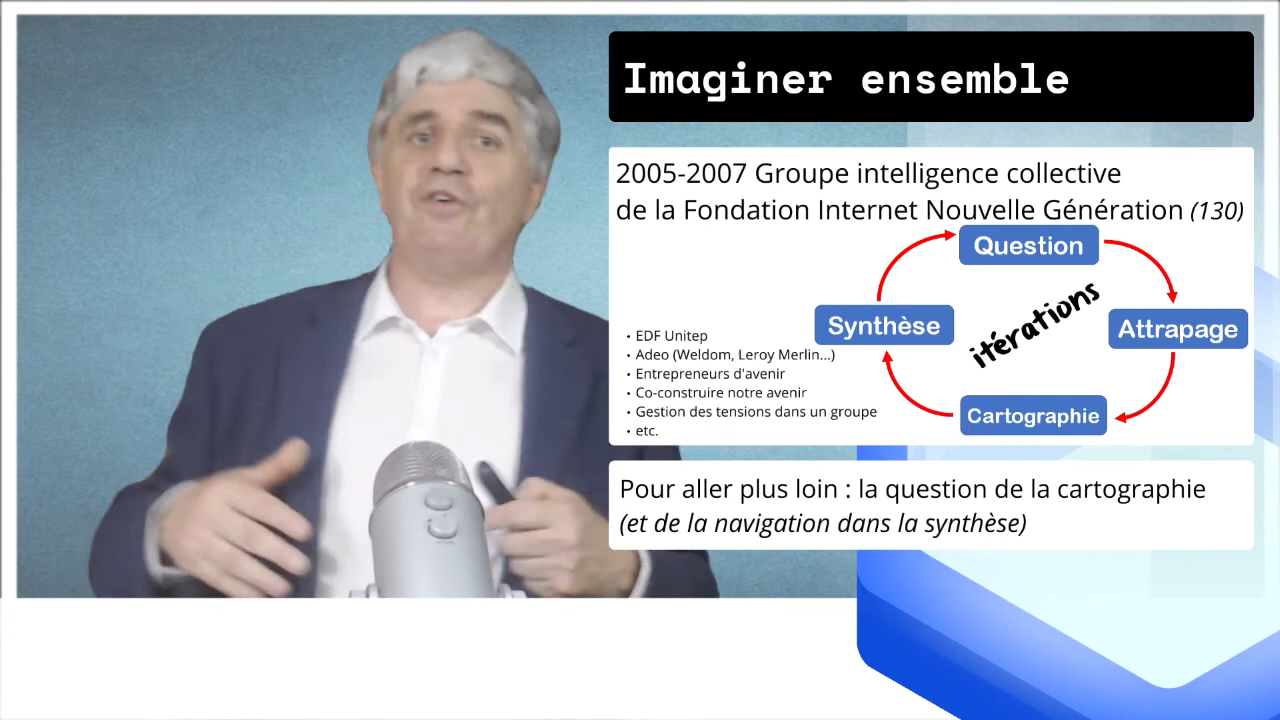 Imaginer ensemble
2005-2007 Groupe intelligence collective
de la Fondation Internet Nouvelle Génération (130)
Question
Synthèse
itérations
Attrapage
Cartographie
• EDF Unitep
• Adeo (Weldom, Leroy Merlin...)
• Entrepreneurs d'avenir
• Co-construire notre avenir
• Gestion des tensions dans un groupe
• etc.
Pour aller plus loin : la question de la cartographie
(et de la navigation dans la synthèse)